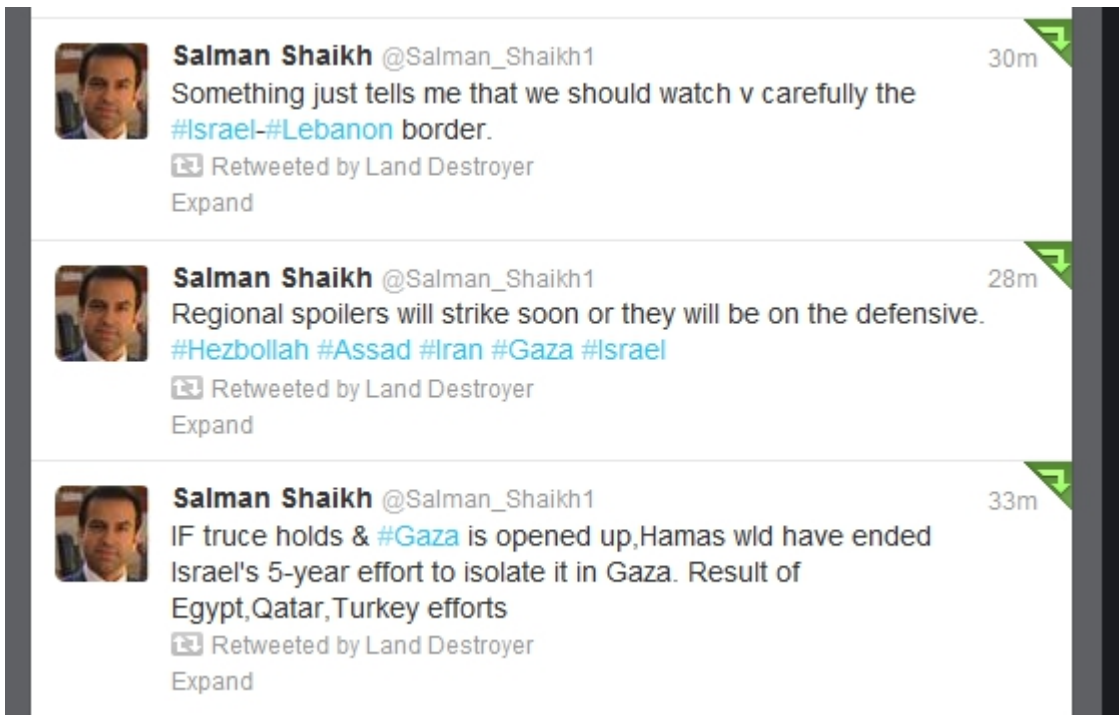 Salman Shaikh @Salman_Shaikh1 30m
Something just tells me that we should watch v carefully the
#Israel-#Lebanon border.
Retweeted by Land Destroyer
Expand
Salman Shaikh @Salman_Shaikh1 28m
Regional spoilers will strike soon or they will be on the defensive.
#Hezbollah #Assad #Iran #Gaza #Israel
Retweeted by Land Destroyer
Expand
Salman Shaikh @Salman_Shaikh1 33m
IF truce holds & #Gaza is opened up,Hamas wld have ended
Israel's 5-year effort to isolate it in Gaza. Result of
Egypt,Qatar,Turkey efforts
Retweeted by Land Destroyer
Expand